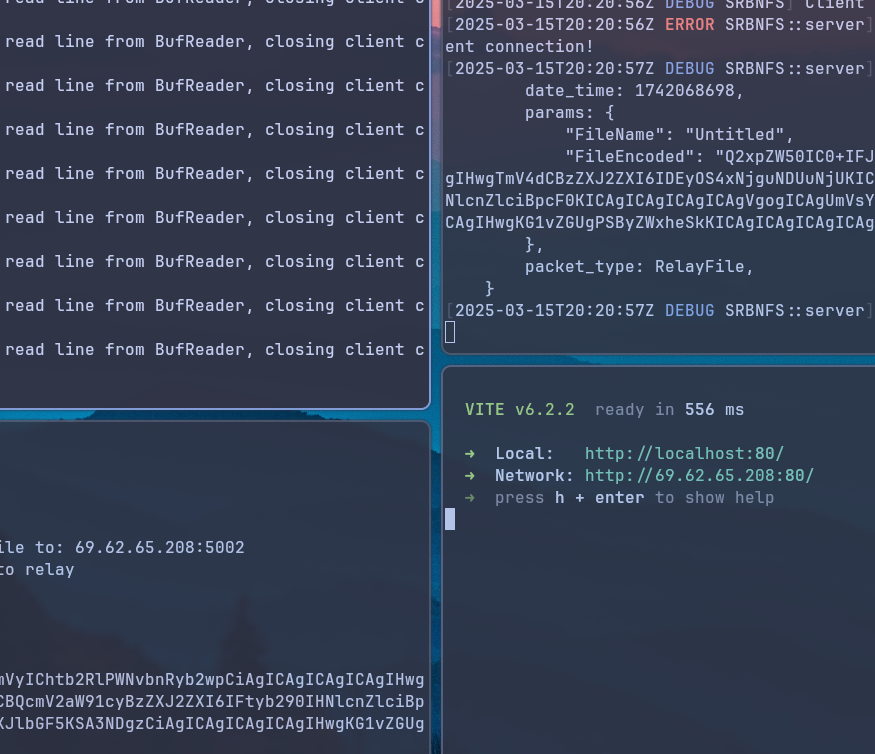 read line from BufReader, closing client c
read line from BufReader, closing client c
read line from BufReader, closing client c
read line from BufReader, closing client c
read line from BufReader, closing client c
read line from BufReader, closing client c
read line from BufReader, closing client c
read line from BufReader, closing client c
read line from BufReader, closing client c
[2025-03-15T20:20:56Z DEBUG SRBNFS] Client
[2025-03-15T20:20:56Z ERROR SRBNFS::server]
ent connection!
[2025-03-15T20:20:57Z DEBUG SRBNFS::server]
date_time: 1742068698,
params: {
"FileName": "Untitled",
"FileEncoded": "Q2xpZW50IC0+IFJ
gIHwgTmV4dCBzZXJ2ZXI6IDEyOS4xNjguNDUuNjUKIC
NlcnZlciBpcF0KICAgICAgICAgICAgVgogICAgUmVsY
CAgIHwgKG1vZGUgPSByZWxheSkKICAgICAgICAgICAg
},
packet_type: RelayFile,
}
[2025-03-15T20:20:57Z DEBUG SRBNFS::server]
ile to: 69.62.65.208:5002
to relay
mVyIChtb2RlPWNvbnRyb2wpCiAgICAgICAgICAgIHwg
CBQcmV2aW91cyBzZXJ2ZXI6IFtyb290IHNlcnZlciBp
XJlbGF5KSA3NDgzCiAgICAgICAgICAgIHwgKG1vZGUg
VITE v6.2.2 ready in 556 ms
➜ Local: http://localhost:80/
➜ Network: http://69.62.65.208:80/
➜ press h + enter to show help